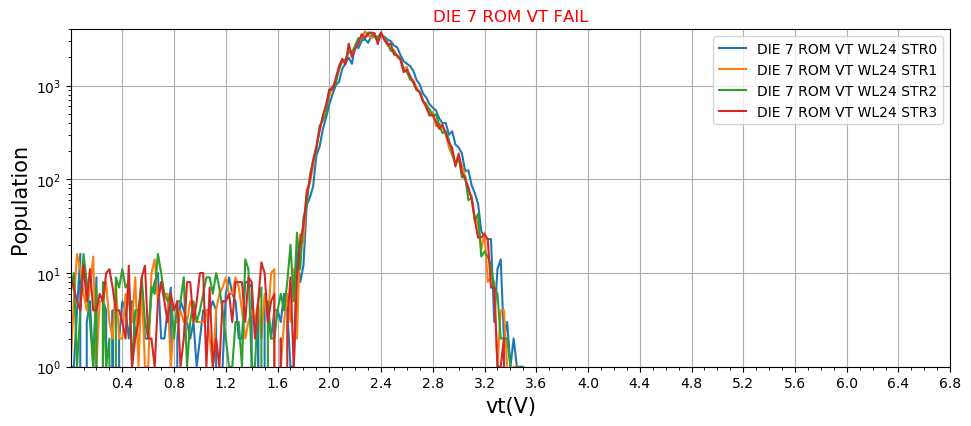 DIE 7 ROM VT FAIL
DIE 7 ROM VT WL24 STR0
DIE 7 ROM VT WL24 STR1
DIE 7 ROM VT WL24 STR2
DIE 7 ROM VT WL24 STR3
Population
10³
10²
10¹
10⁰
0.4 0.8 1.2 1.6 2.0 2.4 2.8 3.2 3.6 4.0 4.4 4.8 5.2 5.6 6.0 6.4 6.8
vt(V)